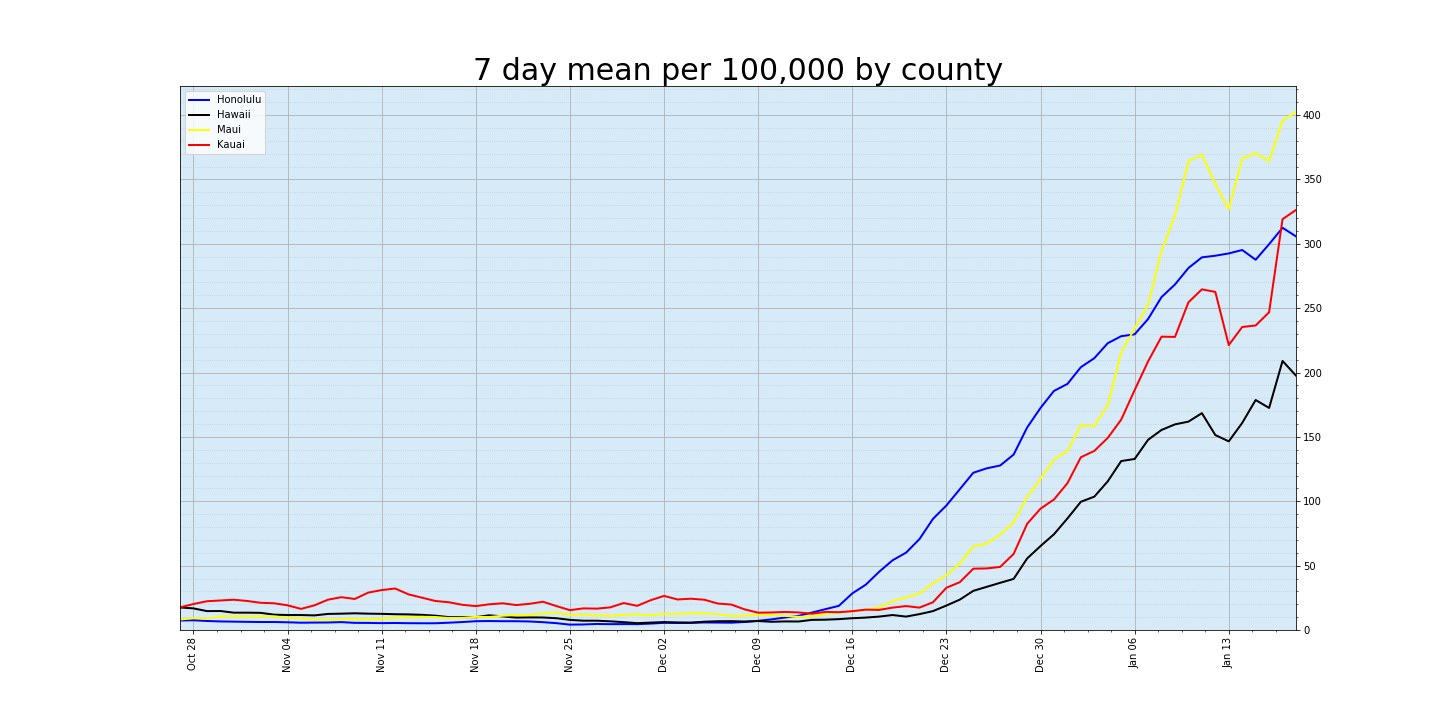 7 day mean per 100,000 by county
Honolulu
Hawaii
Maui
Kauai
400
350
300
250
200
150
100
50
0
Oct 28
Nov 04
Nov 11
Nov 18
Nov 25
Dec 02
Dec 09
Dec 16
Dec 23
Dec 30
Jan 06
Jan 13